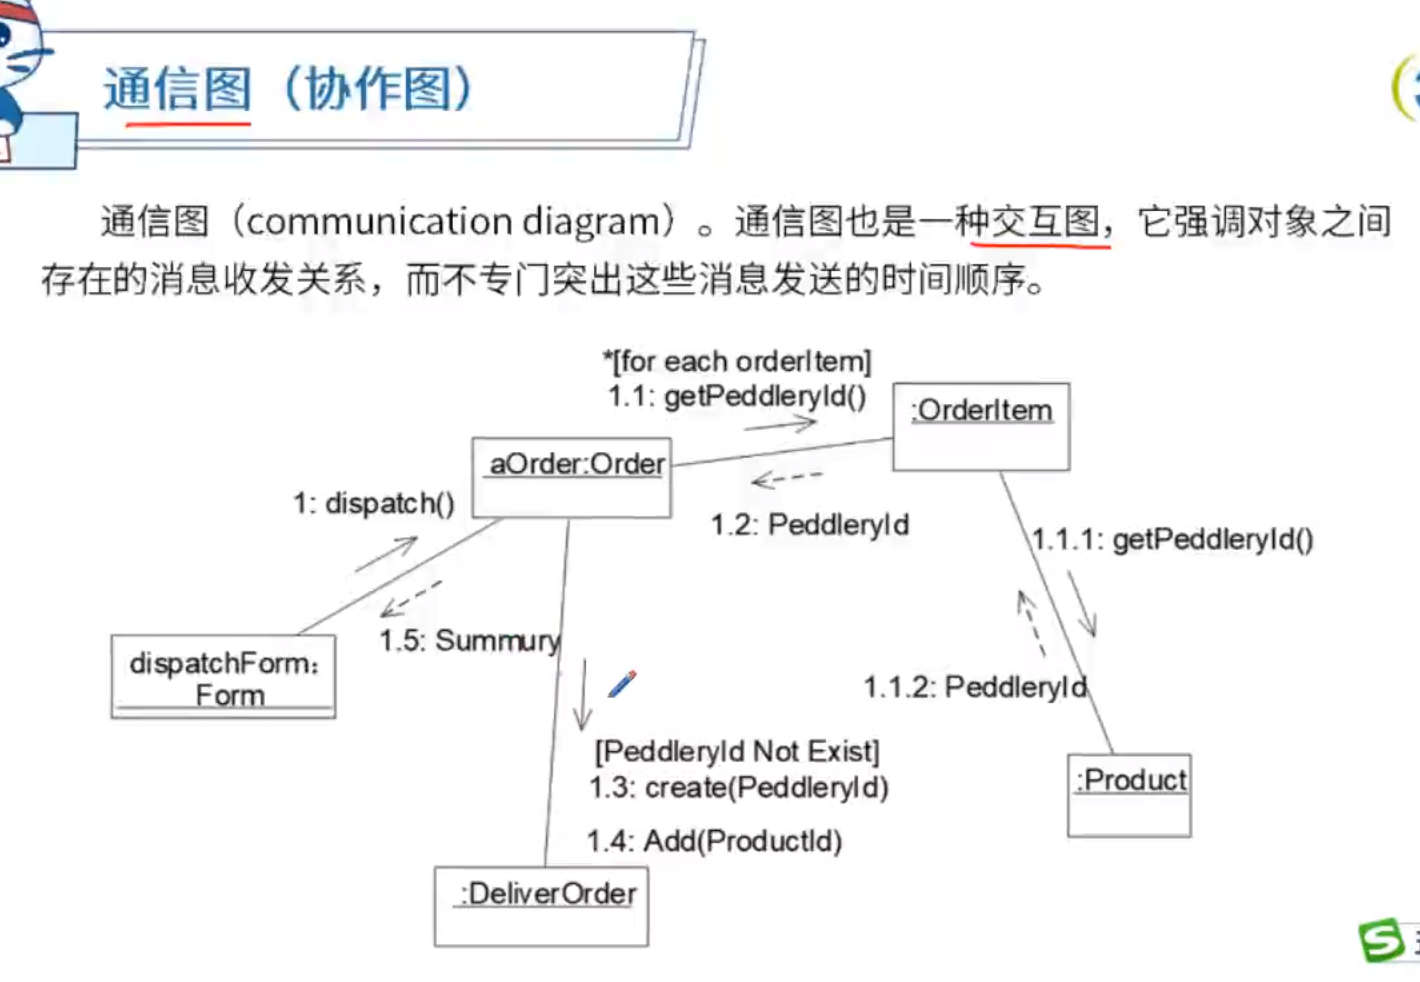 通信图（协作图）
通信图（communication diagram）。通信图也是一种交互图，它强调对象之间
存在的消息收发关系，而不专门突出这些消息发送的时间顺序。
*[for each orderItem]
1.1: getPeddleryId()
:OrderItem
aOrder:Order
1: dispatch()
1.2: PeddleryId
1.1.1: getPeddleryId()
1.5: Summury
dispatchForm:
Form
1.1.2: PeddleryId
[PeddleryId Not Exist]
1.3: create(PeddleryId)
:Product
1.4: Add(ProductId)
:DeliverOrder